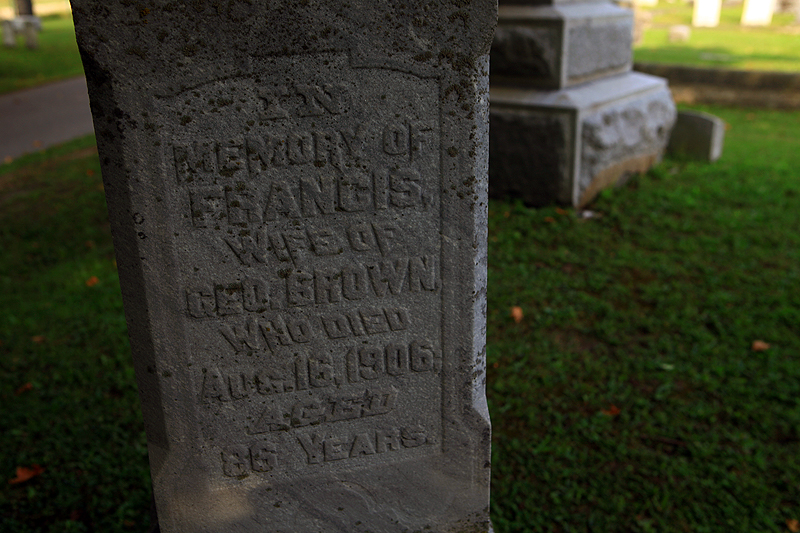 IN
MEMORY OF
FRANCIS,
WIFE OF
GEO. BROWN
WHO DIED
AUG. 16, 1906,
AGED
86 YEARS.